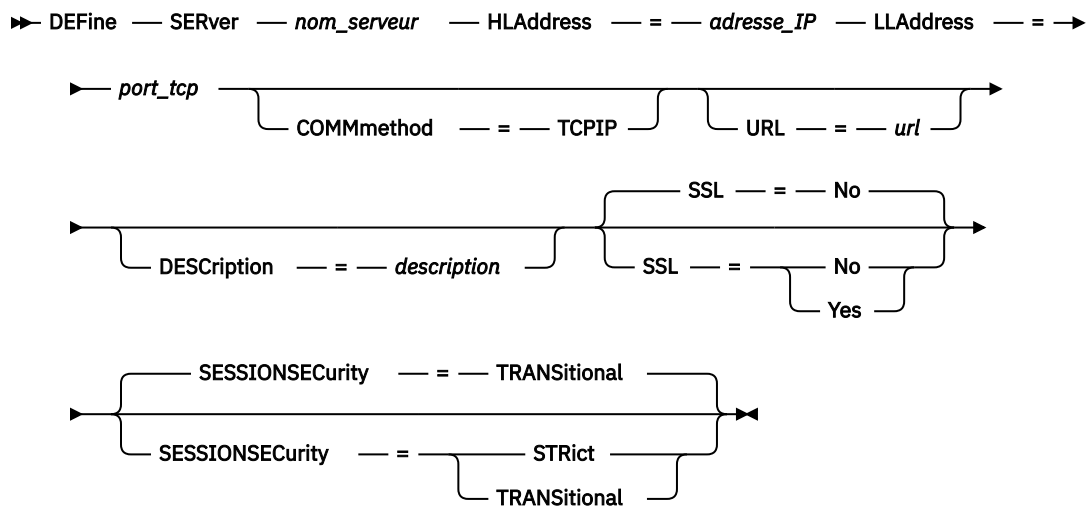 DEFine SERver nom_serveur HLAddress = adresse_IP LLAddress =
port_tcp
COMMmethod = TCPIP URL = url
SSL = No
DESCription = description SSL = No
Yes
SESSIONSECurity = TRANSitional
SESSIONSECurity = STRict
TRANSitional